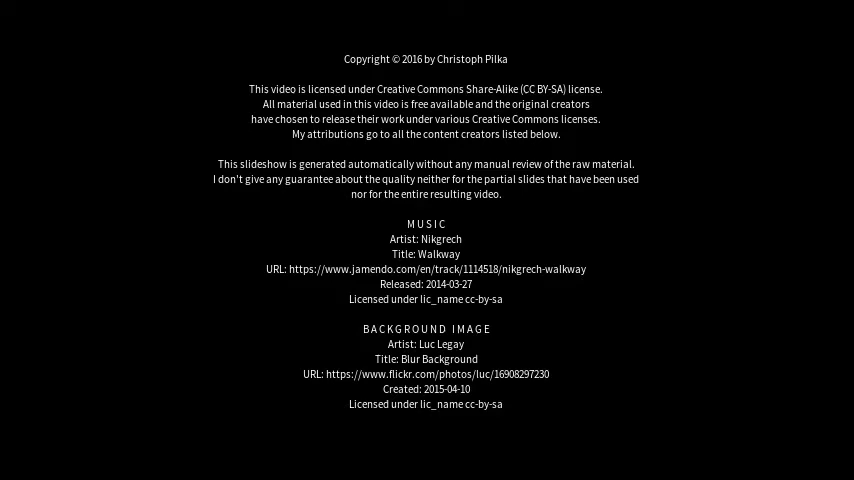 Copyright © 2016 by Christoph Pilka
This video is licensed under Creative Commons Share-Alike (CC BY-SA) license.
All material used in this video is free available and the original creators
have chosen to release their work under various Creative Commons licenses.
My attributions go to all the content creators listed below.
This slideshow is generated automatically without any manual review of the raw material.
I don't give any guarantee about the quality neither for the partial slides that have been used
nor for the entire resulting video.
MUSIC
Artist: Nikgrech
Title: Walkway
URL: https://www.jamendo.com/en/track/1114518/nikgrech-walkway
Released: 2014-03-27
Licensed under lic_name cc-by-sa
BACKGROUND IMAGE
Artist: Luc Legay
Title: Blur Background
URL: https://www.flickr.com/photos/luc/16908297230
Created: 2015-04-10
Licensed under lic_name cc-by-sa